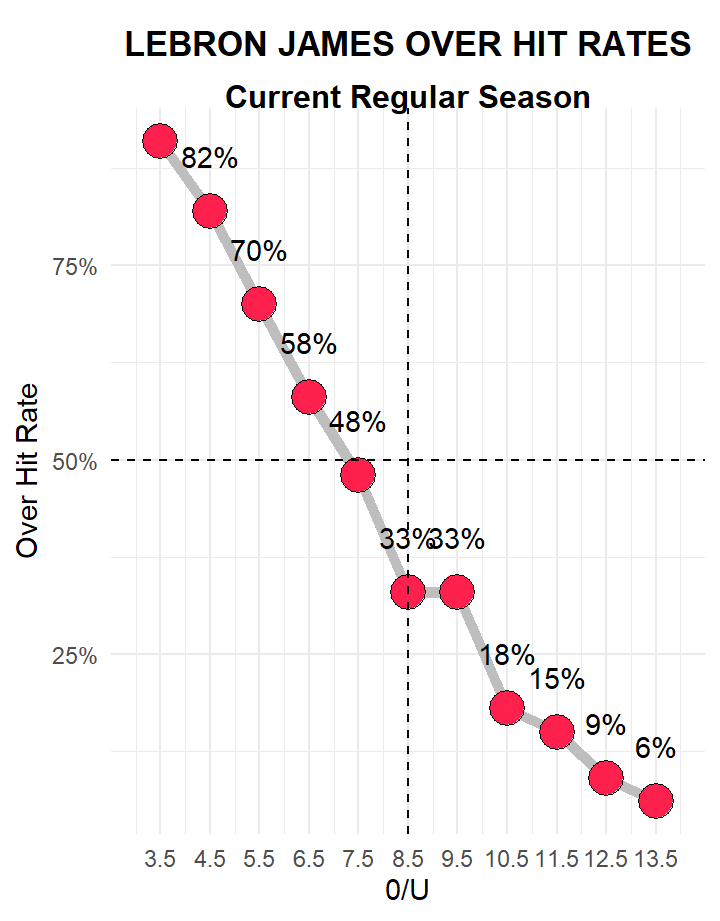 LEBRON JAMES OVER HIT RATES
Current Regular Season
82%
70%
58%
48%
33%
33%
18%
15%
9%
6%
75%
50%
25%
Over Hit Rate
3.5 4.5 5.5 6.5 7.5 8.5 9.5 10.5 11.5 12.5 13.5
0/U